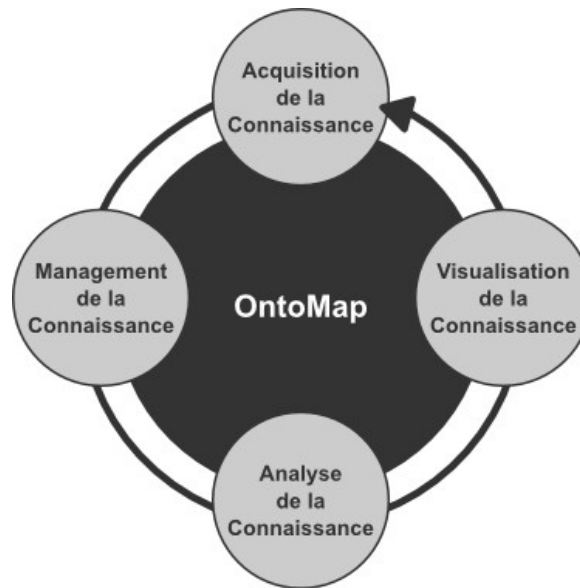 Acquisition
de la
Connaissance
Management
de la
Connaissance
OntoMap
Visualisation
de la
Connaissance
Analyse
de la
Connaissance